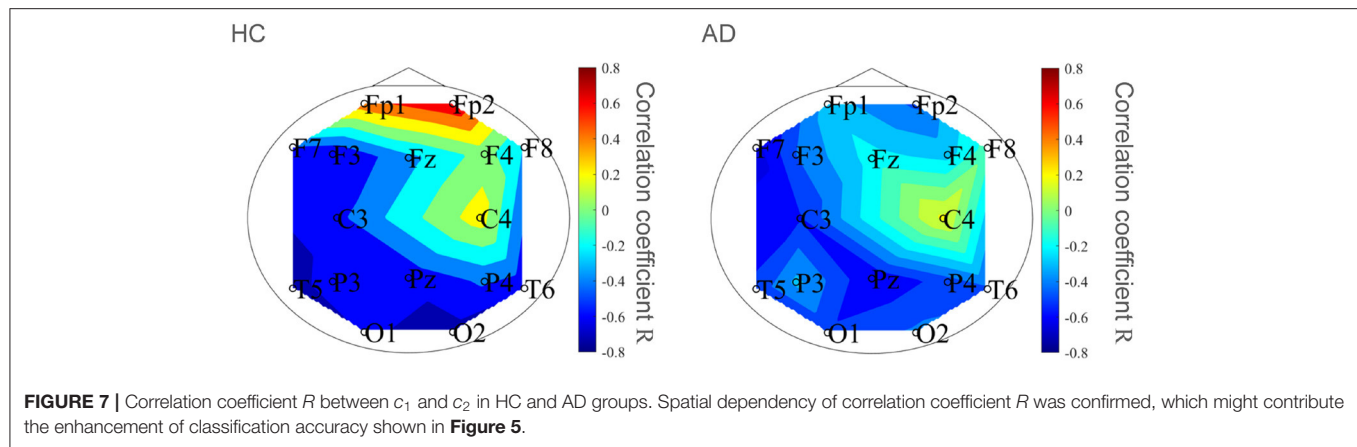 HC
AD
Fp1 Fp2
F7 F3 Fz F4 F8
C3 C4
T5 P3 Pz P4 T6
O1 O2
0.8
0.6
0.4
0.2
0
-0.2
-0.4
-0.6
-0.8
Correlation coefficient R
Fp1 Fp2
F7 F3 Fz F4 F8
C3 C4
T5 P3 Pz P4 T6
O1 O2
0.8
0.6
0.4
0.2
0
-0.2
-0.4
-0.6
-0.8
Correlation coefficient R
FIGURE 7 | Correlation coefficient R between c₁ and c₂ in HC and AD groups. Spatial dependency of correlation coefficient R was confirmed, which might contribute
the enhancement of classification accuracy shown in Figure 5.